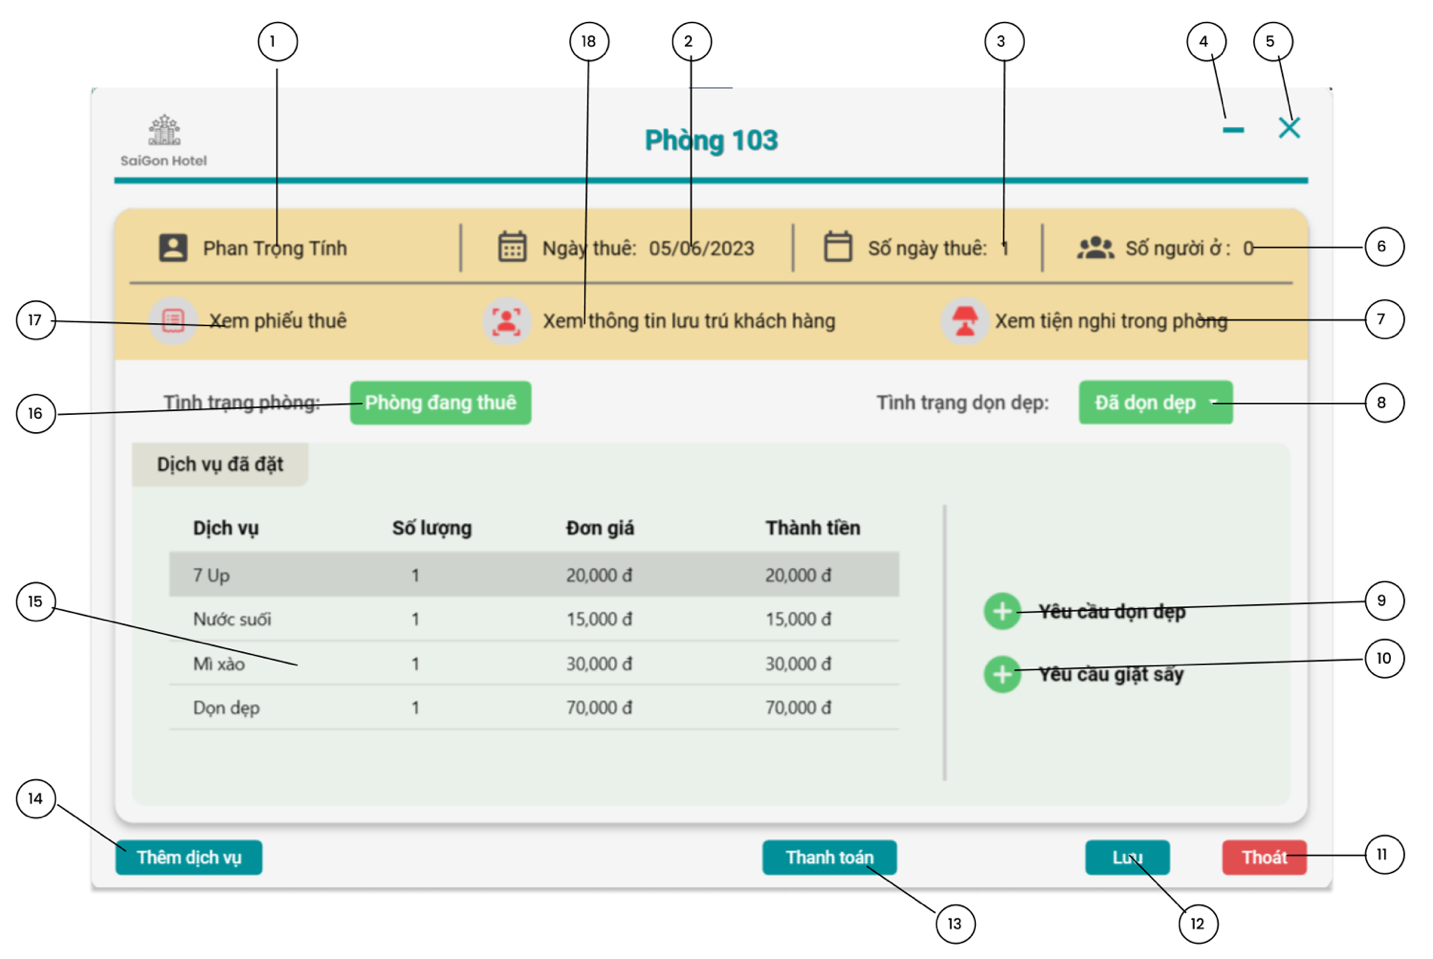 1 18 2 3 4 5
SaiGon Hotel
Phòng 103
Phan Trọng Tính
Ngày thuê: 05/06/2023
Số ngày thuê: 1
Số người ở : 0
6
17
Xem phiếu thuê
Xem thông tin lưu trú khách hàng
Xem tiện nghi trong phòng
7
16
Tình trạng phòng:
Phòng đang thuê
Tình trạng dọn dẹp:
Đã dọn dẹp
8
Dịch vụ đã đặt
Dịch vụ Số lượng Đơn giá Thành tiền
7 Up 1 20,000 đ 20,000 đ
15
Nước suối 1 15,000 đ 15,000 đ
Mì xào 1 30,000 đ 30,000 đ
Dọn dẹp 1 70,000 đ 70,000 đ
Yêu cầu dọn dẹp
9
Yêu cầu giặt sấy
10
14
Thêm dịch vụ
Thanh toán
Lưu
Thoát
11
13
12